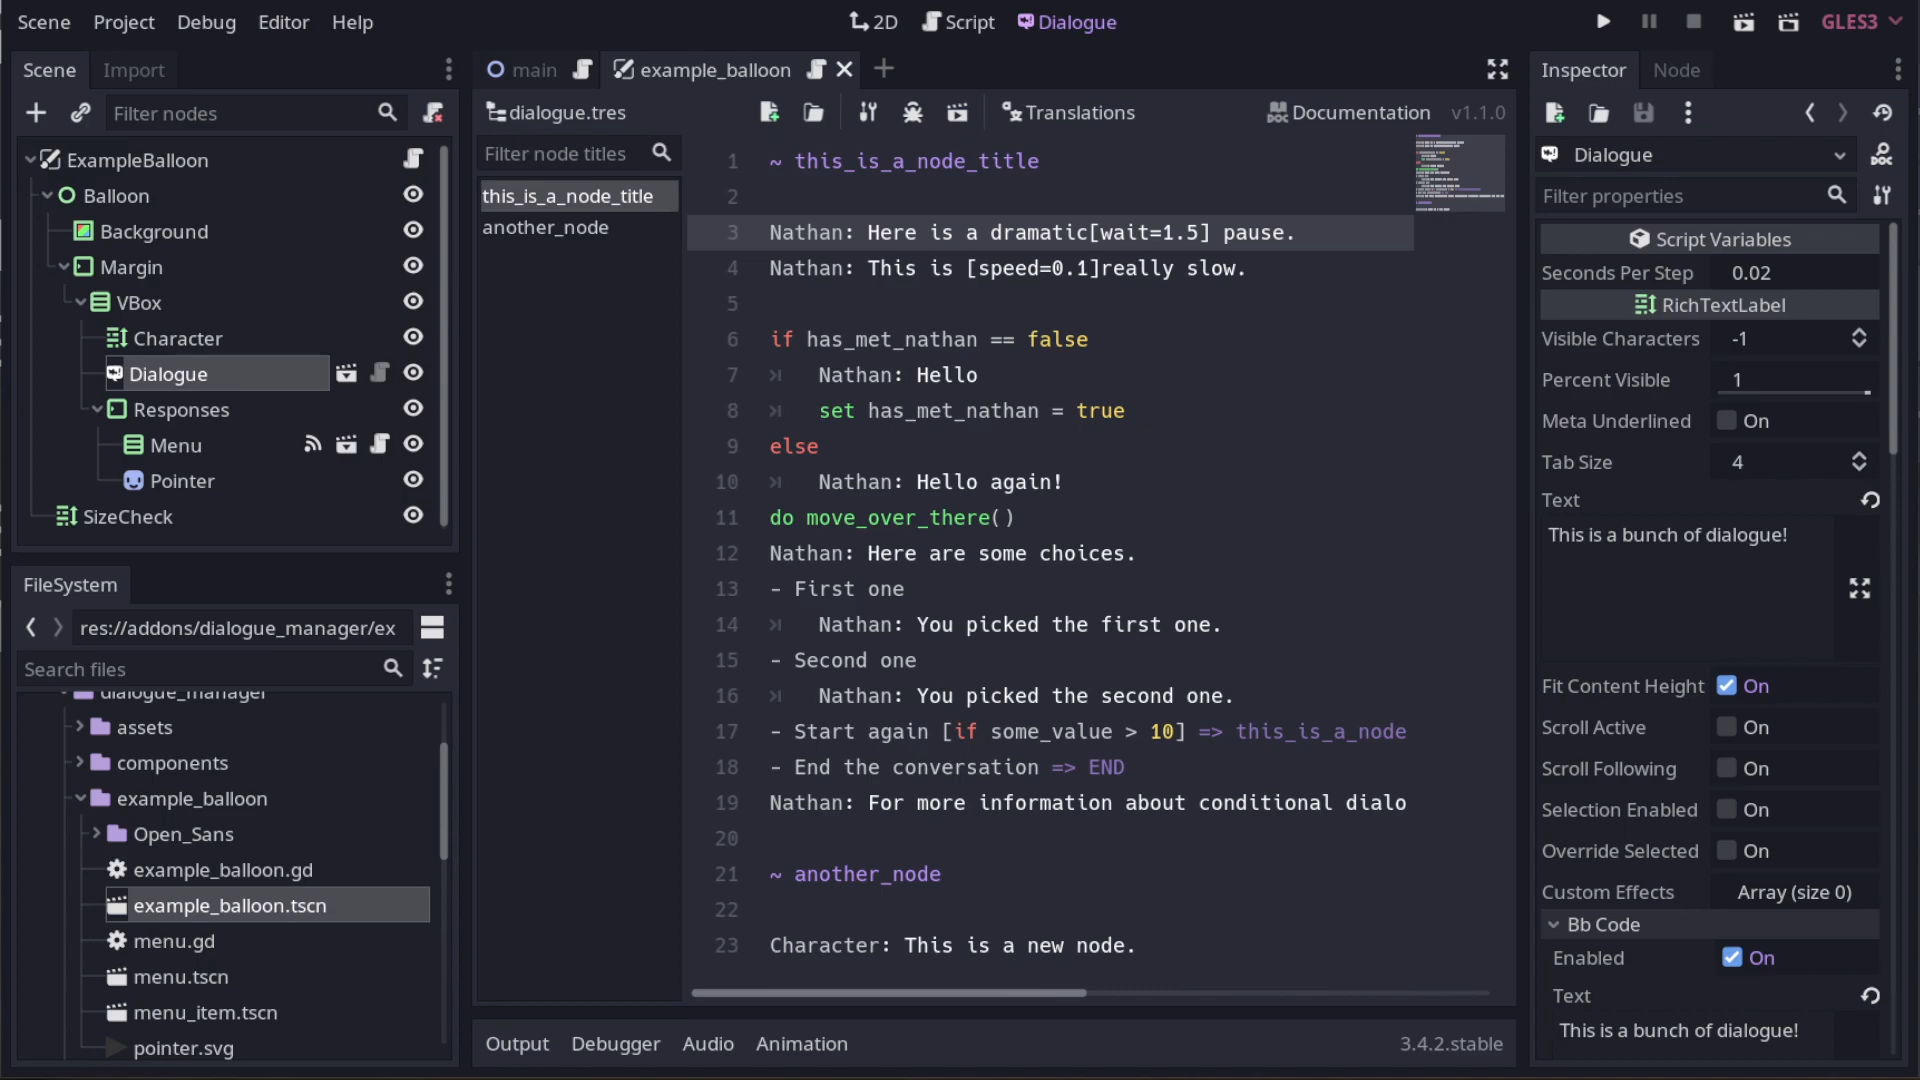 Scene Project Debug Editor Help
2D Script Dialogue
GLES3
Scene Import
Filter nodes
ExampleBalloon
Balloon
Background
Margin
VBox
Character
Dialogue
Responses
Menu
Pointer
SizeCheck
FileSystem
res://addons/dialogue_manager/ex
Search files
dialogue_manager
assets
components
example_balloon
Open_Sans
example_balloon.gd
example_balloon.tscn
menu.gd
menu.tscn
menu_item.tscn
pointer.svg
main example_balloon
dialogue.tres Translations Documentation v1.1.0
Filter node titles
this_is_a_node_title
another_node
1 ~ this_is_a_node_title
2
3 Nathan: Here is a dramatic[wait=1.5] pause.
4 Nathan: This is [speed=0.1]really slow.
5
6 if has_met_nathan == false
7 Nathan: Hello
8 set has_met_nathan = true
9 else
10 Nathan: Hello again!
11 do move_over_there()
12 Nathan: Here are some choices.
13 - First one
14 Nathan: You picked the first one.
15 - Second one
16 Nathan: You picked the second one.
17 - Start again [if some_value > 10] => this_is_a_node
18 - End the conversation => END
19 Nathan: For more information about conditional dialo
20
21 ~ another_node
22
23 Character: This is a new node.
Output Debugger Audio Animation 3.4.2.stable
Inspector Node
Dialogue
DOC
Filter properties
Script Variables
Seconds Per Step 0.02
RichTextLabel
Visible Characters -1
Percent Visible 1
Meta Underlined On
Tab Size 4
Text
This is a bunch of dialogue!
Fit Content Height On
Scroll Active On
Scroll Following On
Selection Enabled On
Override Selected On
Custom Effects Array (size 0)
Bb Code
Enabled On
Text
This is a bunch of dialogue!